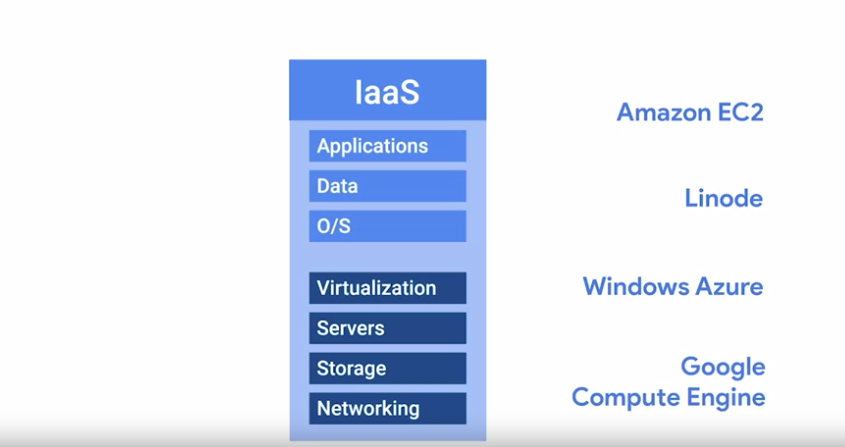 IaaS
Applications
Data
O/S
Virtualization
Servers
Storage
Networking
Amazon EC2
Linode
Windows Azure
Google
Compute Engine